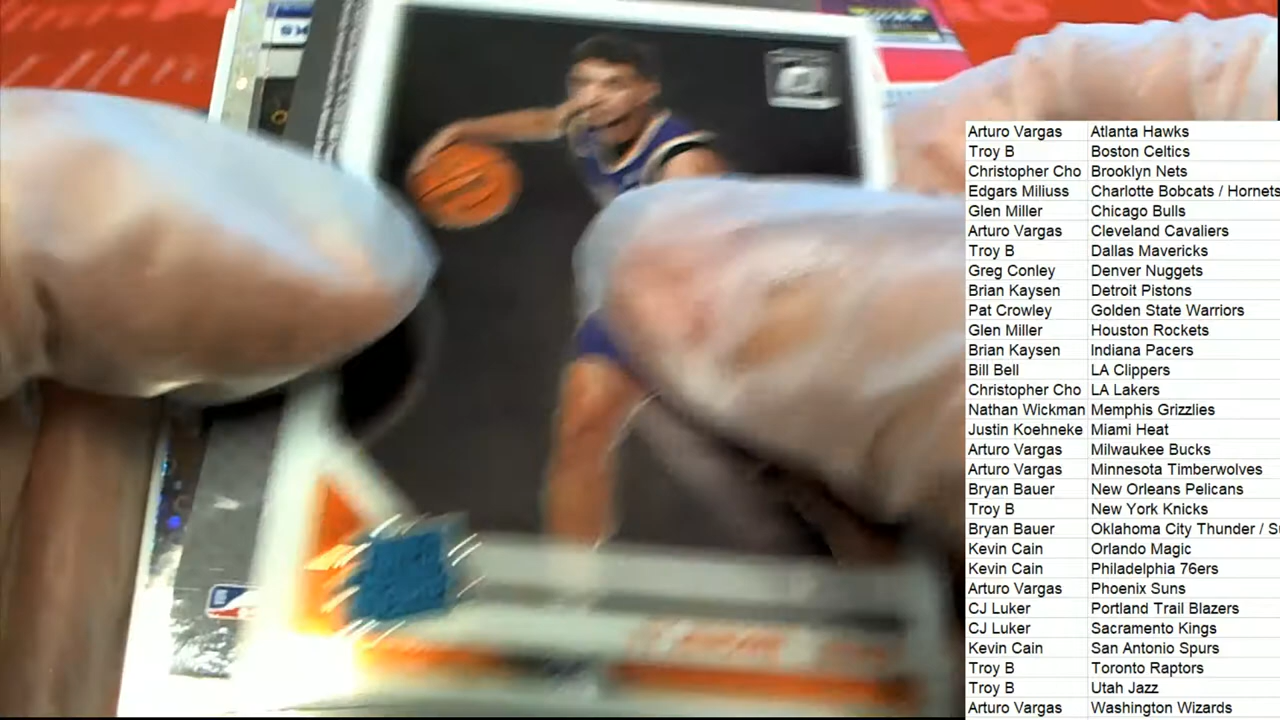 Arturo Vargas Atlanta Hawks
Troy B Boston Celtics
Christopher Cho Brooklyn Nets
Edgars Miliuss Charlotte Bobcats / Hornets
Glen Miller Chicago Bulls
Arturo Vargas Cleveland Cavaliers
Troy B Dallas Mavericks
Greg Conley Denver Nuggets
Brian Kaysen Detroit Pistons
Pat Crowley Golden State Warriors
Glen Miller Houston Rockets
Brian Kaysen Indiana Pacers
Bill Bell LA Clippers
Christopher Cho LA Lakers
Nathan Wickman Memphis Grizzlies
Justin Koehneke Miami Heat
Arturo Vargas Milwaukee Bucks
Arturo Vargas Minnesota Timberwolves
Bryan Bauer New Orleans Pelicans
Troy B New York Knicks
Bryan Bauer Oklahoma City Thunder / S
Kevin Cain Orlando Magic
Kevin Cain Philadelphia 76ers
Arturo Vargas Phoenix Suns
CJ Luker Portland Trail Blazers
CJ Luker Sacramento Kings
Kevin Cain San Antonio Spurs
Troy B Toronto Raptors
Troy B Utah Jazz
Arturo Vargas Washington Wizards